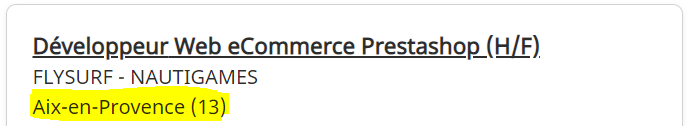 Développeur Web eCommerce Prestashop (H/F)
FLYSURF - NAUTIGAMES
Aix-en-Provence (13)